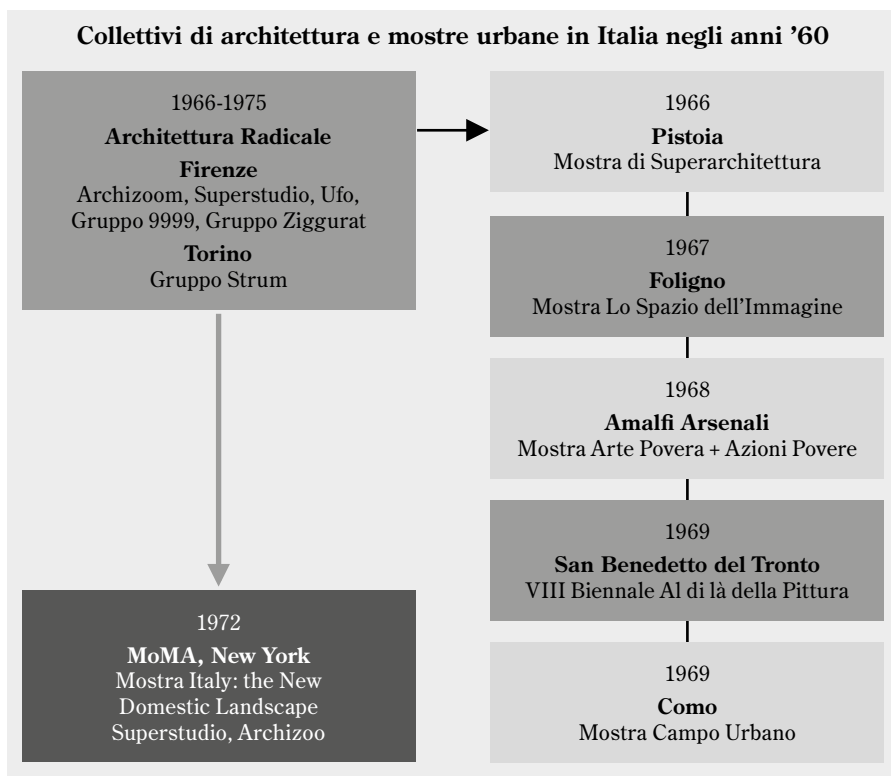 Collettivi di architettura e mostre urbane in Italia negli anni ’60
1966-1975
Architettura Radicale
Firenze
Archizoom, Superstudio, Ufo,
Gruppo 9999, Gruppo Ziggurat
Torino
Gruppo Strum
1972
MoMA, New York
Mostra Italy: the New
Domestic Landscape
Superstudio, Archizoo
1966
Pistoia
Mostra di Superarchitettura
1967
Foligno
Mostra Lo Spazio dell’Immagine
1968
Amalfi Arsenali
Mostra Arte Povera + Azioni Povere
1969
San Benedetto del Tronto
VIII Biennale Al di là della Pittura
1969
Como
Mostra Campo Urbano